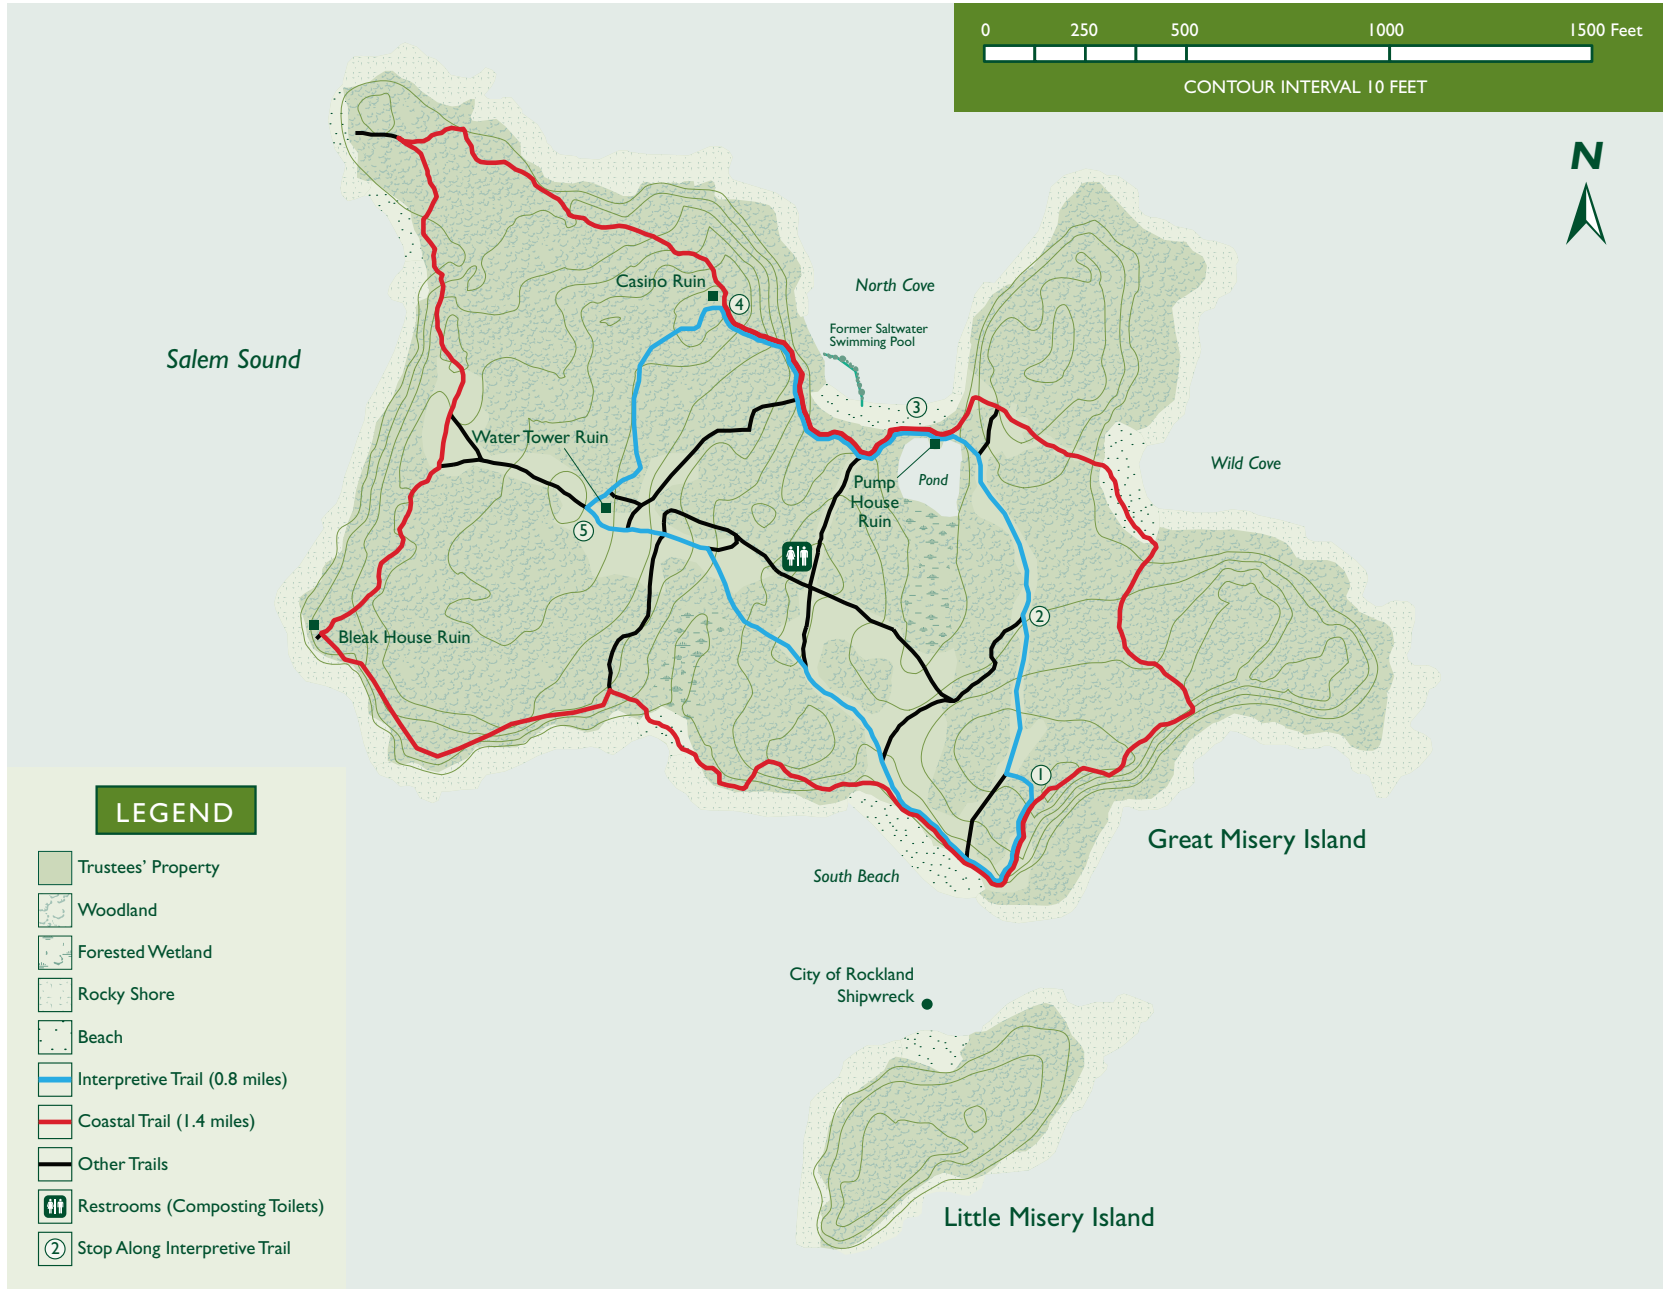 0 250 500 1000 1500 Feet
CONTOUR INTERVAL 10 FEET
N
Casino Ruin
4
North Cove
Former Saltwater
Swimming Pool
Salem Sound
3
Water Tower Ruin
Wild Cove
Pump
House
Ruin
Pond
5
2
Bleak House Ruin
1
Great Misery Island
South Beach
City of Rockland
Shipwreck
Little Misery Island
LEGEND
Trustees' Property
Woodland
Forested Wetland
Rocky Shore
Beach
Interpretive Trail (0.8 miles)
Coastal Trail (1.4 miles)
Other Trails
Restrooms (Composting Toilets)
2 Stop Along Interpretive Trail